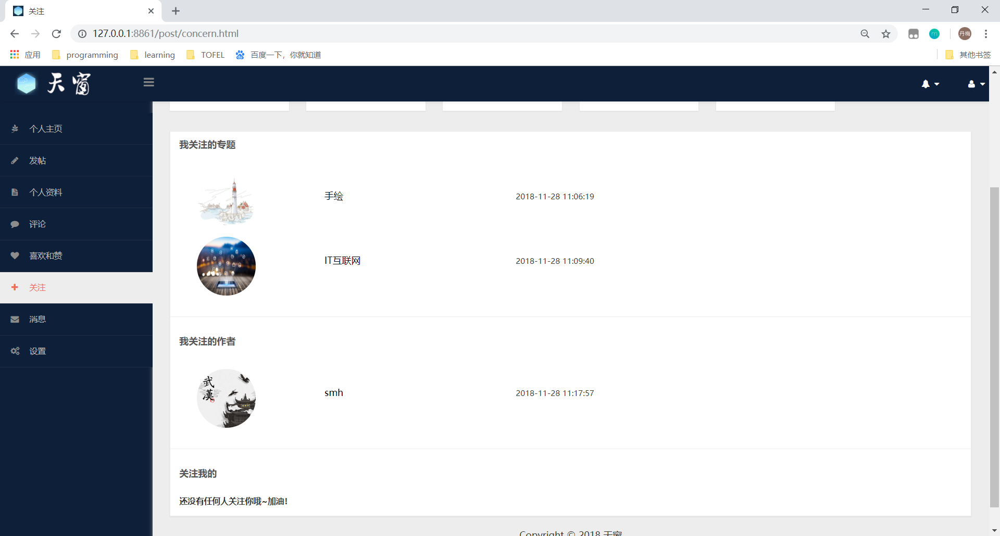 关注
127.0.0.1:8861/post/concern.html
丹梅
应用
programming
learning
TOFEL
百度一下，你就知道
其他书签
天窗
个人主页
发帖
个人资料
评论
喜欢和赞
关注
消息
设置
我关注的专题
手绘
2018-11-28 11:06:19
IT互联网
2018-11-28 11:09:40
我关注的作者
武漢
smh
2018-11-28 11:17:57
关注我的
还没有任何人关注你哦~加油!
Copyright © 2018 天窗